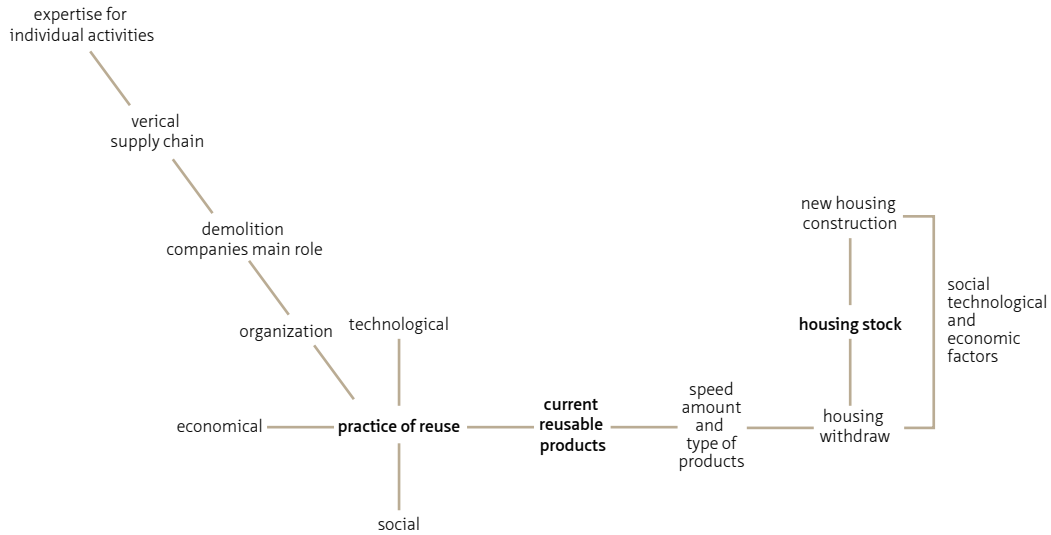 expertise for
individual activities
verical
supply chain
demolition
companies main role
organization
technological
economical
practice of reuse
social
current
reusable
products
speed
amount
and
type of
products
new housing
construction
housing stock
housing
withdraw
social
technological
and
economic
factors